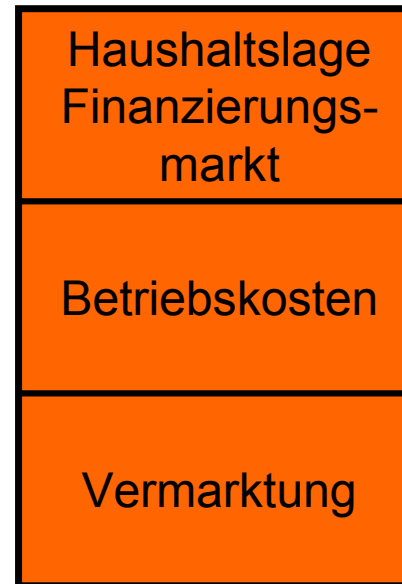 Haushaltslage
Finanzierungs-
markt
Betriebskosten
Vermarktung